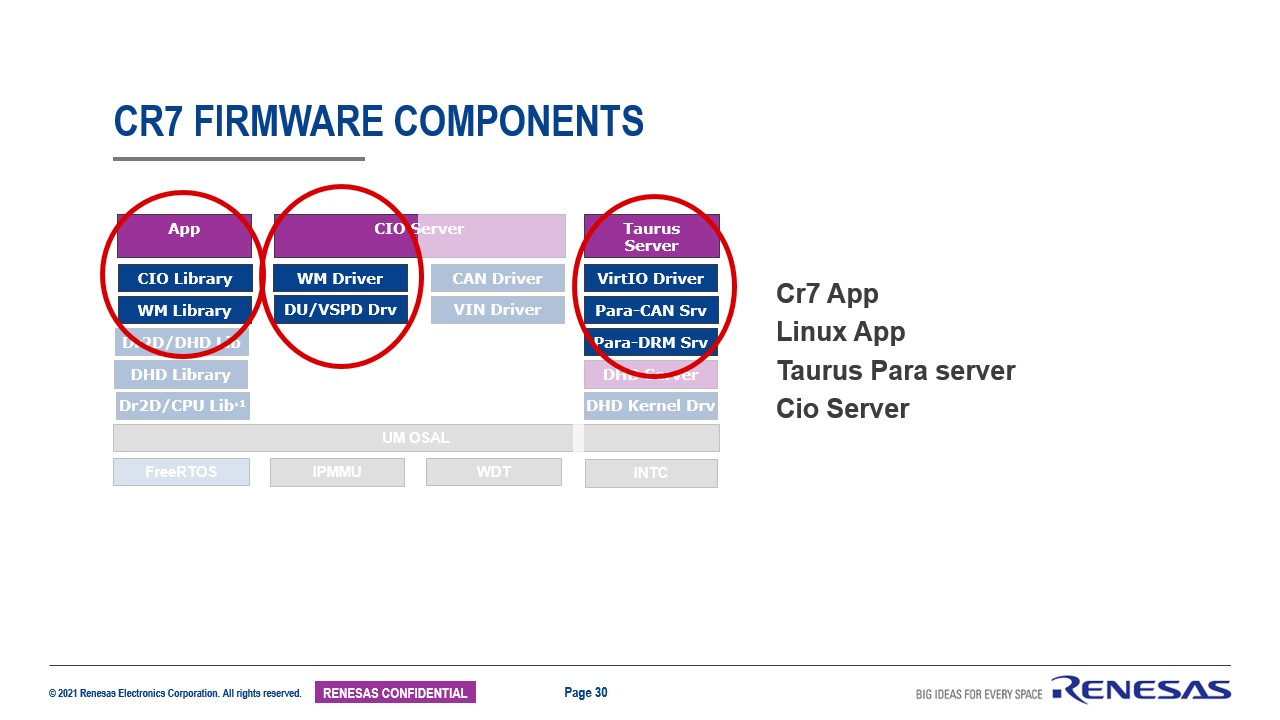 CR7 FIRMWARE COMPONENTS
App
CIO Server
Taurus
Server
CIO Library
WM Driver
CAN Driver
VirtIO Driver
WM Library
DU/VSPD Drv
VIN Driver
Para-CAN Srv
Dr2D/DHD Lib
Para-DRM Srv
DHD Library
DHD Server
Dr2D/CPU Lib*1
DHD Kernel Drv
UM OSAL
FreeRTOS
IPMMU
WDT
INTC
Cr7 App
Linux App
Taurus Para server
Cio Server
© 2021 Renesas Electronics Corporation. All rights reserved.
RENESAS CONFIDENTIAL
Page 30
BIG IDEAS FOR EVERY SPACE
RENESAS